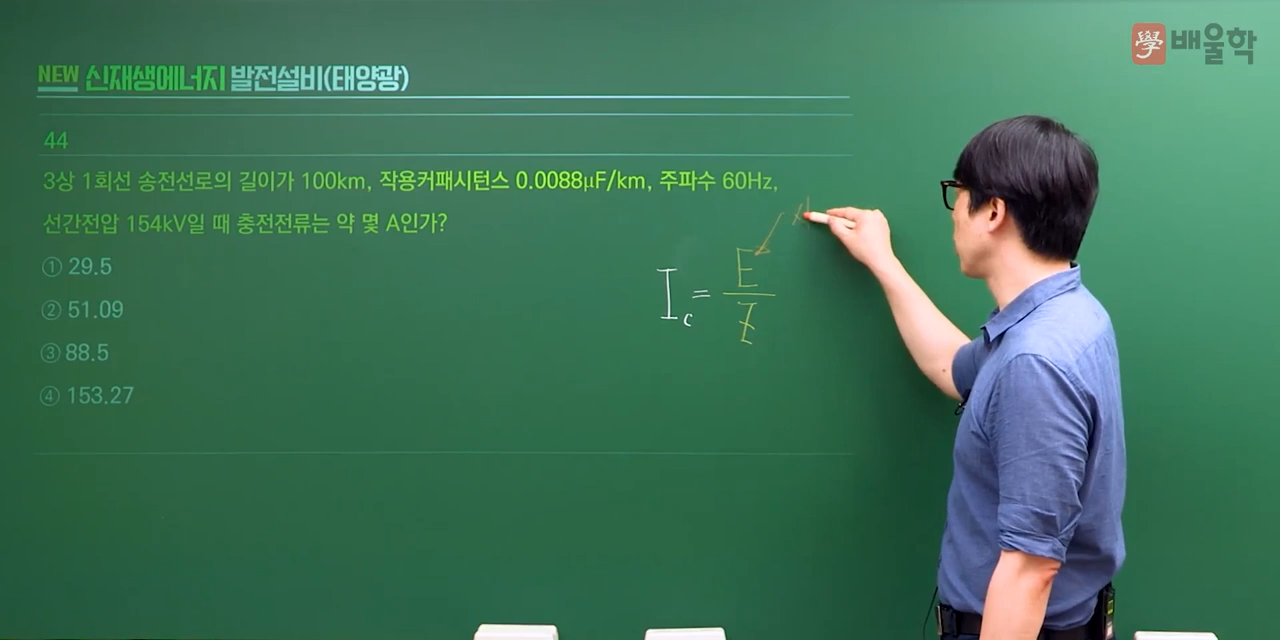 學 배울학
NEW 신재생에너지 발전설비(태양광)
44
3상 1회선 송전선로의 길이가 100km, 작용커패시턴스 0.0088μF/km, 주파수 60Hz,
선간전압 154kV일 때 충전전류는 약 몇 A인가?
① 29.5
② 51.09
③ 88.5
④ 153.27
I_c = E/Z